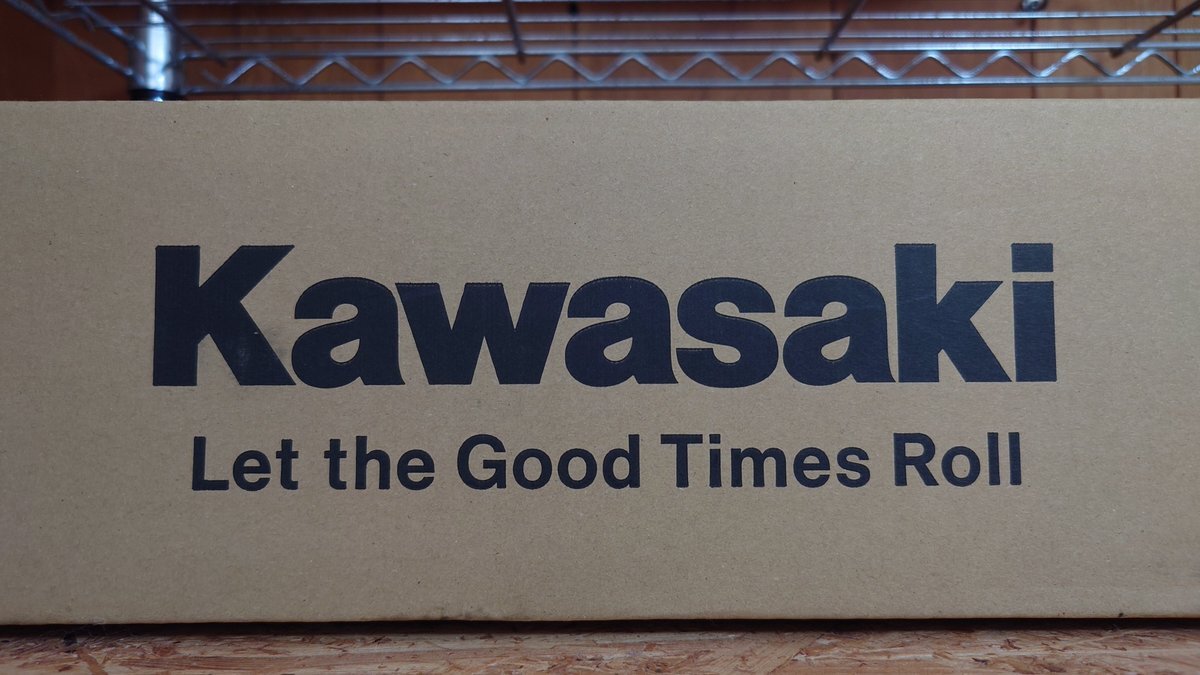 Kawasaki
Let the Good Times Roll